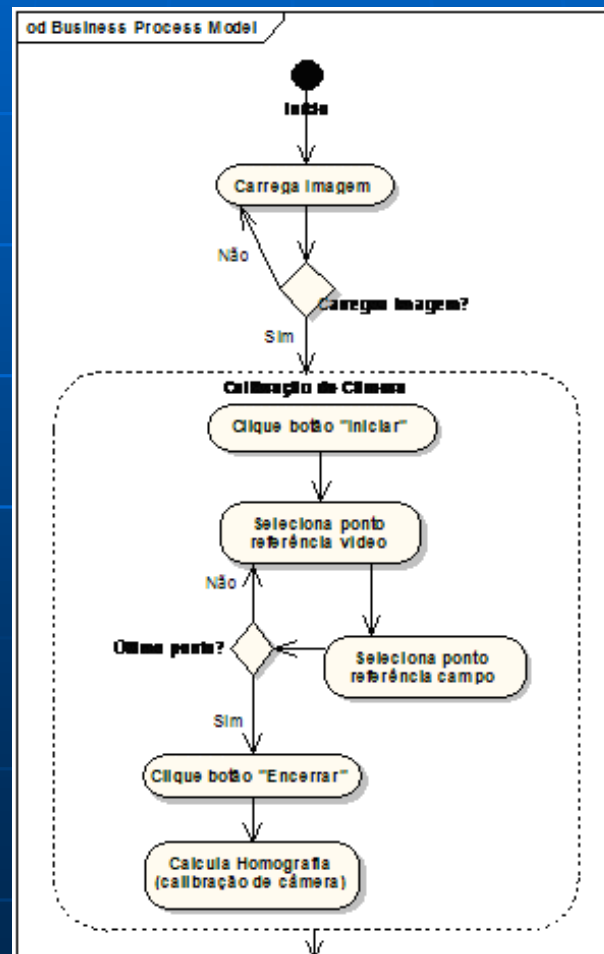 od Business Process Model
Início
Carrega Imagem
Não
Carregou Imagem?
Sim
Calibração de Câmera
Clique botão "Iniciar"
Seleciona ponto
referência vídeo
Não
Último ponto?
Seleciona ponto
referência campo
Sim
Clique botão "Encerrar"
Calcula Homografia
(calibração de câmera)